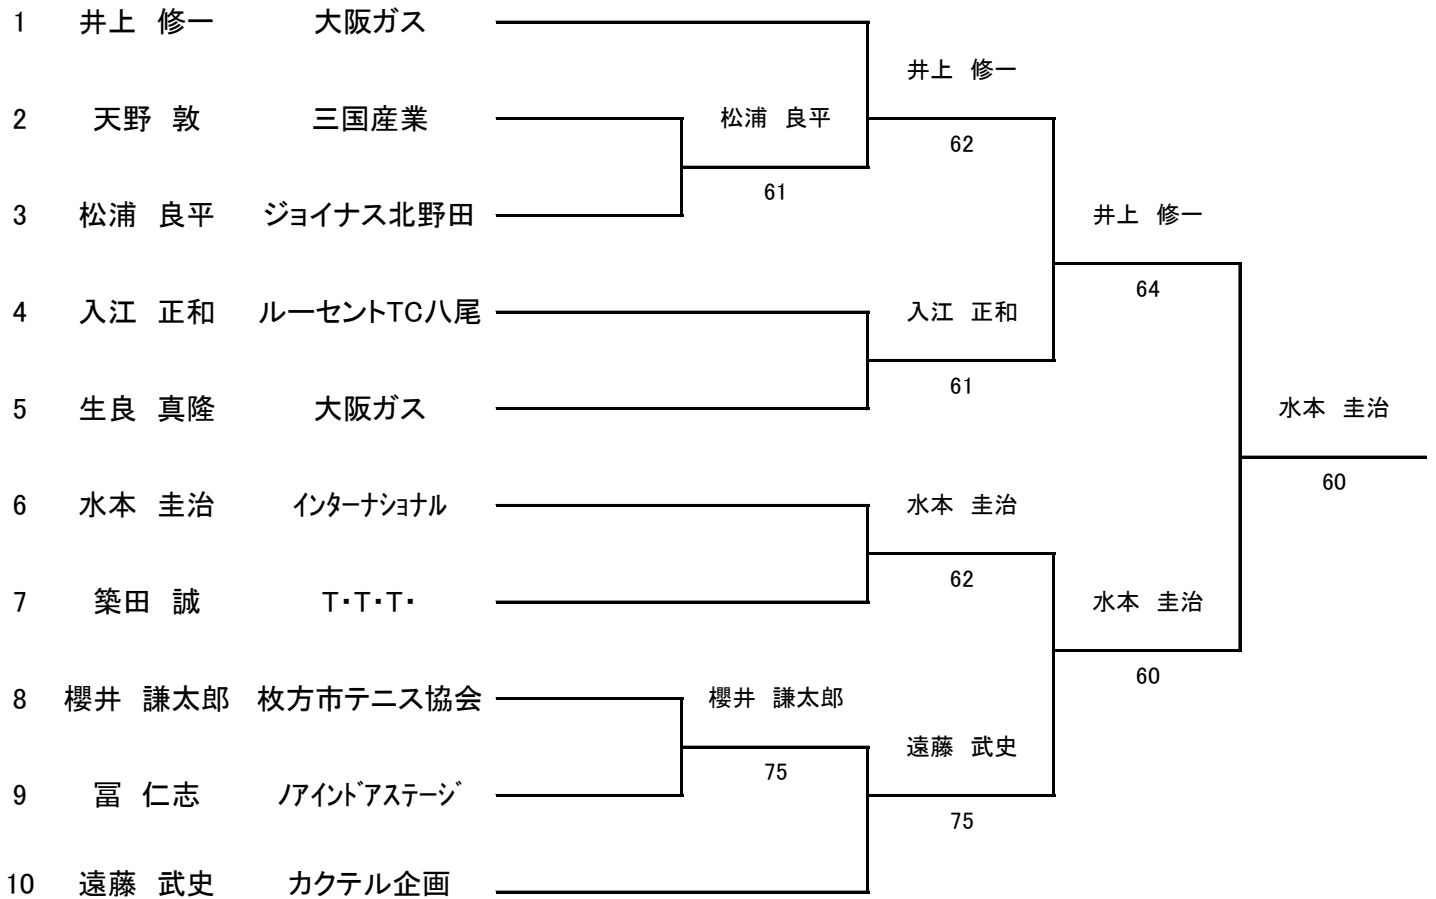 1 井上 修一 大阪ガス
井上 修一
2 天野 敦 三国産業 松浦 良平
62
61
3 松浦 良平 ジョイナス北野田 井上 修一
64
4 入江 正和 ルーセントTC八尾 入江 正和
61
5 生良 真隆 大阪ガス 水本 圭治
60
6 水本 圭治 ｲﾝﾀｰﾅｼｮﾅﾙ 水本 圭治
62
7 築田 誠 T・T・T・ 水本 圭治
60
8 櫻井 謙太郎 枚方市テニス協会 櫻井 謙太郎
遠藤 武史
75
9 冨 仁志 ﾉｱｲﾝﾄﾞｱｽﾃｰｼﾞ
75
10 遠藤 武史 カクテル企画